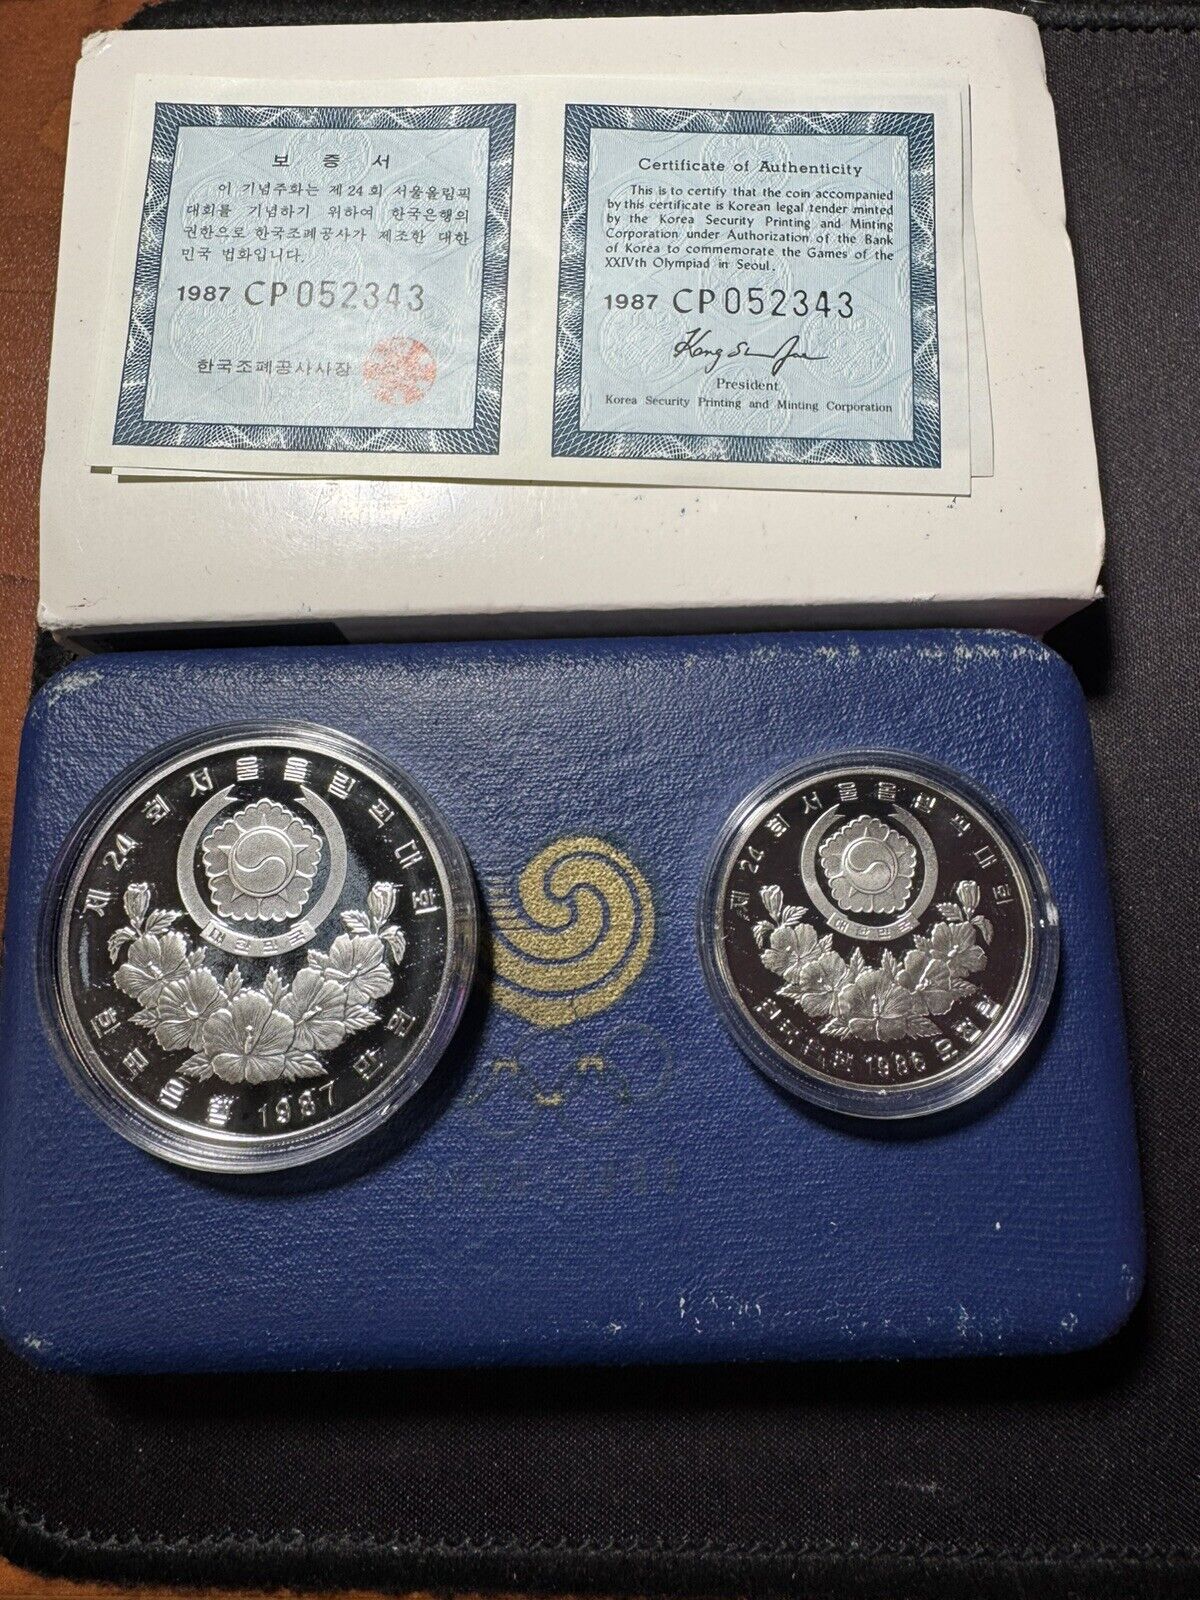 보 증 서
이 기념주화는 제 24 회 서울올림픽
대회를 기념하기 위하여 한국은행의
권한으로 한국조폐공사가 제조한 대한
민국 법화입니다.
1987 CP 052343
한국조폐공사사장
Certificate of Authenticity
This is to certify that the coin accompanied
by this certificate is Korean legal tender minted
by the Korea Security Printing and Minting
Corporation under Authorization of the Bank
of Korea to commemorate the Games of the
XXIVth Olympiad in Seoul.
1987 CP 052343
President
Korea Security Printing and Minting Corporation
제 24 회 서울올림픽대회
대한민국
한국은행 1987 만원
제 24 회 서울올림픽대회
대한민국
한국은행 1986 오천원